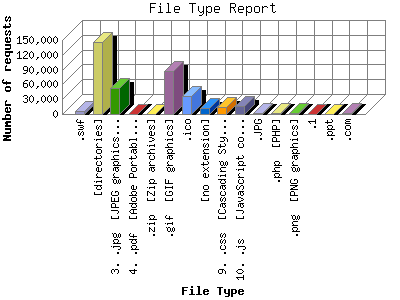 File Type Report
Number of requests
150,000
120,000
90,000
60,000
30,000
0
.swf
[directories]
3. .jpg [JPEG graphics...
4. .pdf [Adobe Portabl...
.zip [Zip archives]
.gif [GIF graphics]
.ico
[no extension]
9. .css [Cascading Sty...
10. .js [JavaScript co...
.JPG
.php [PHP]
.png [PNG graphics]
.1
.ppt
.com
File Type